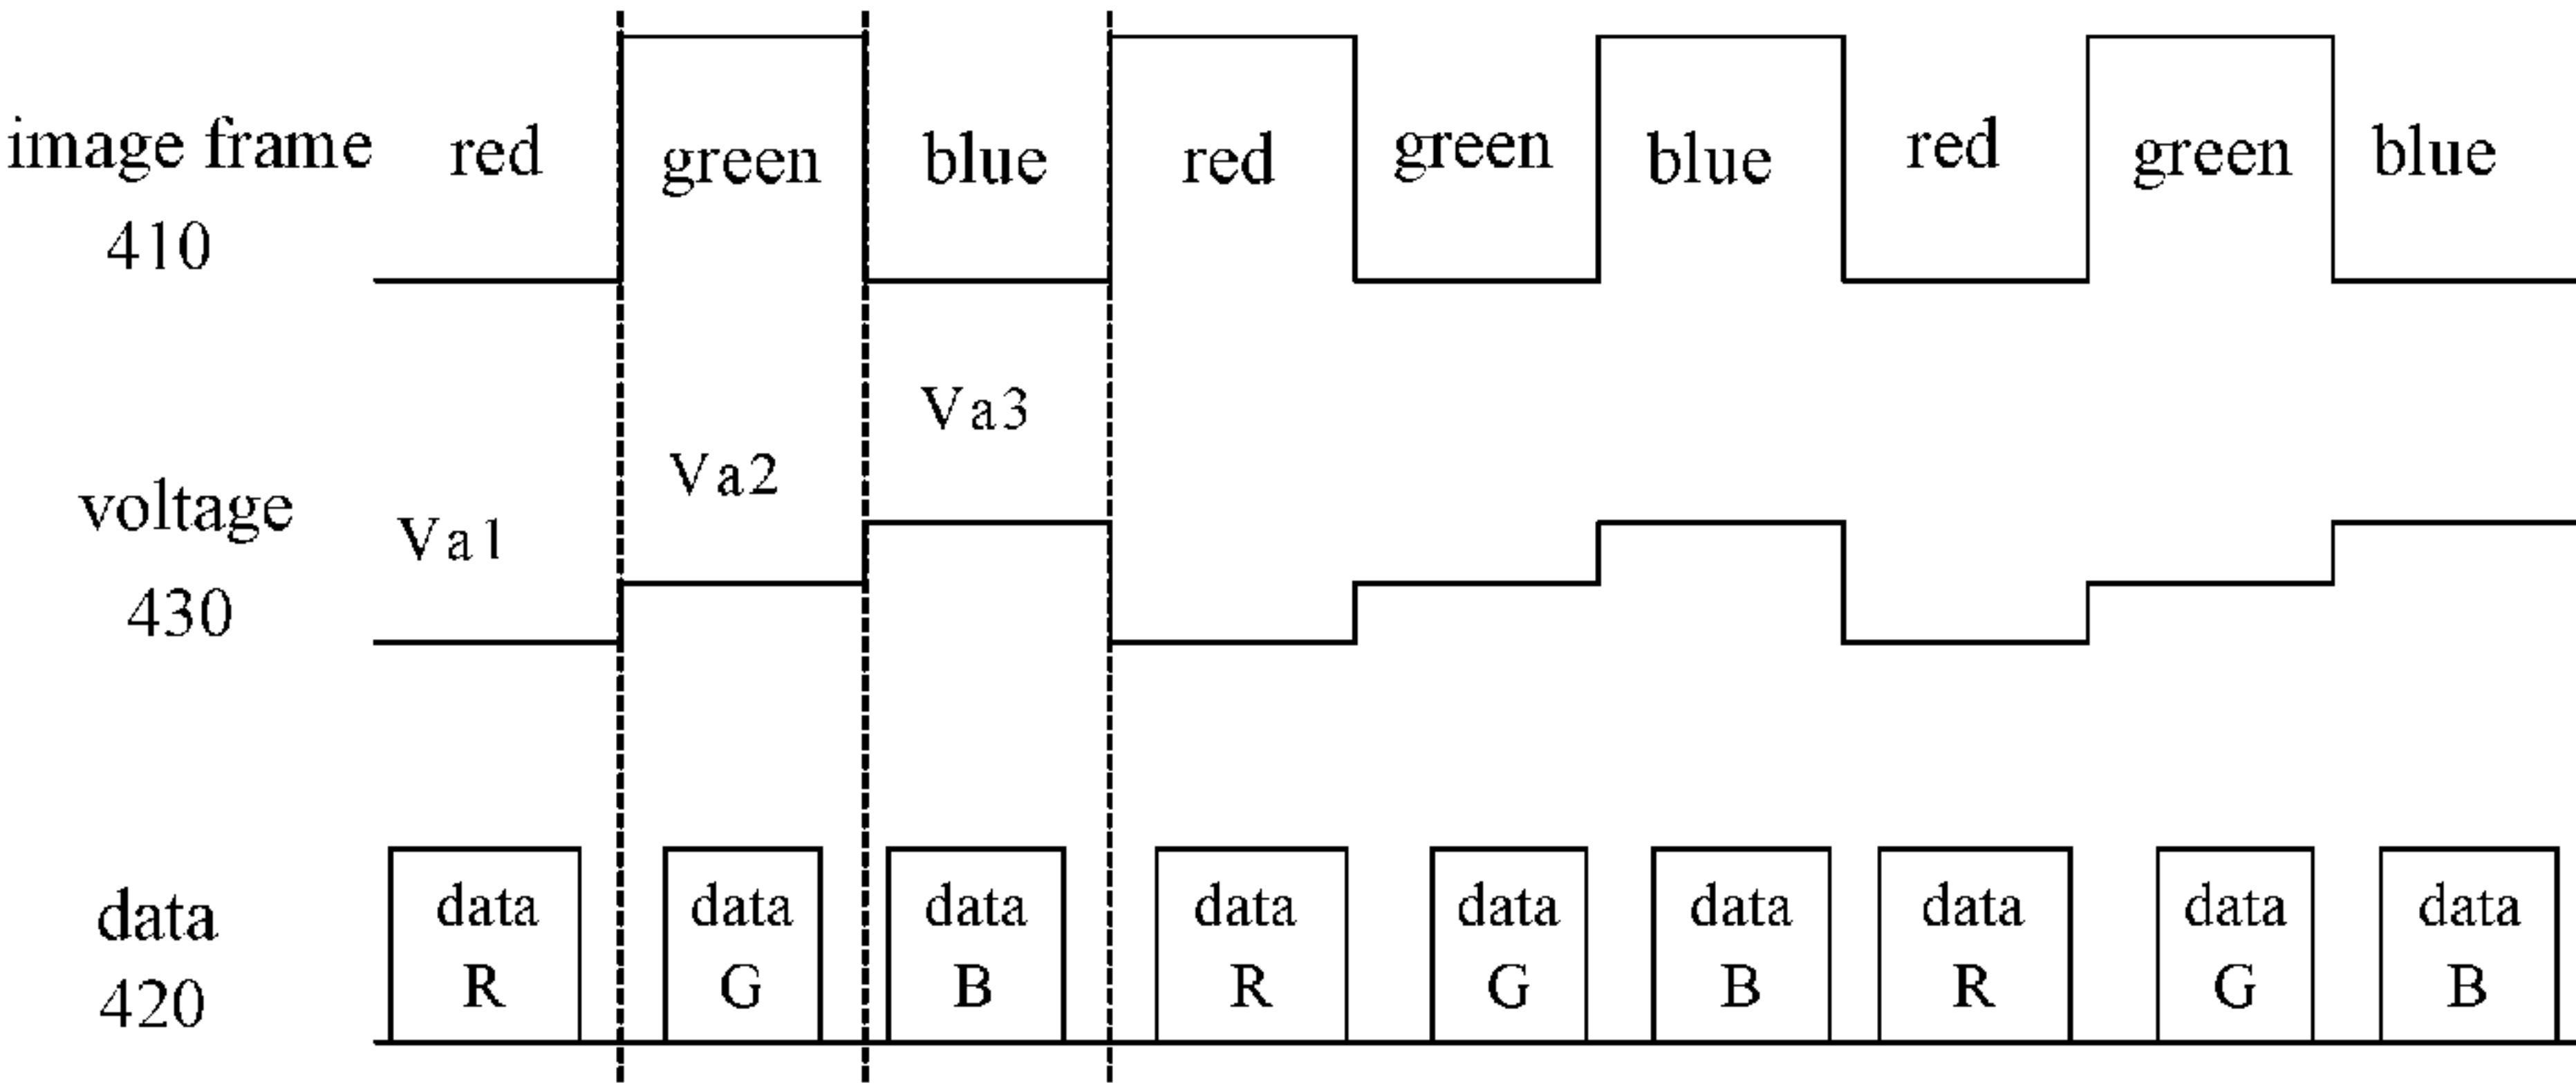 image frame
410
red green blue red green blue red green blue
voltage
430
Va1 Va2 Va3
data
420
data R
data G
data B
data R
data G
data B
data R
data G
data B